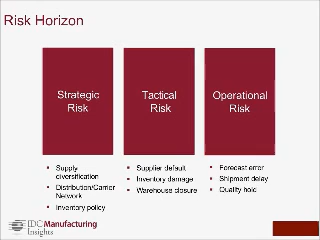 Risk Horizon
Strategic
Risk
Tactical
Risk
Operational
Risk
Supply
diversification
Distribution/Carrier
Network
Inventory policy
Supplier default
Inventory damage
Warehouse closure
Forecast error
Shipment delay
Quality hold
IDC Manufacturing
Insights